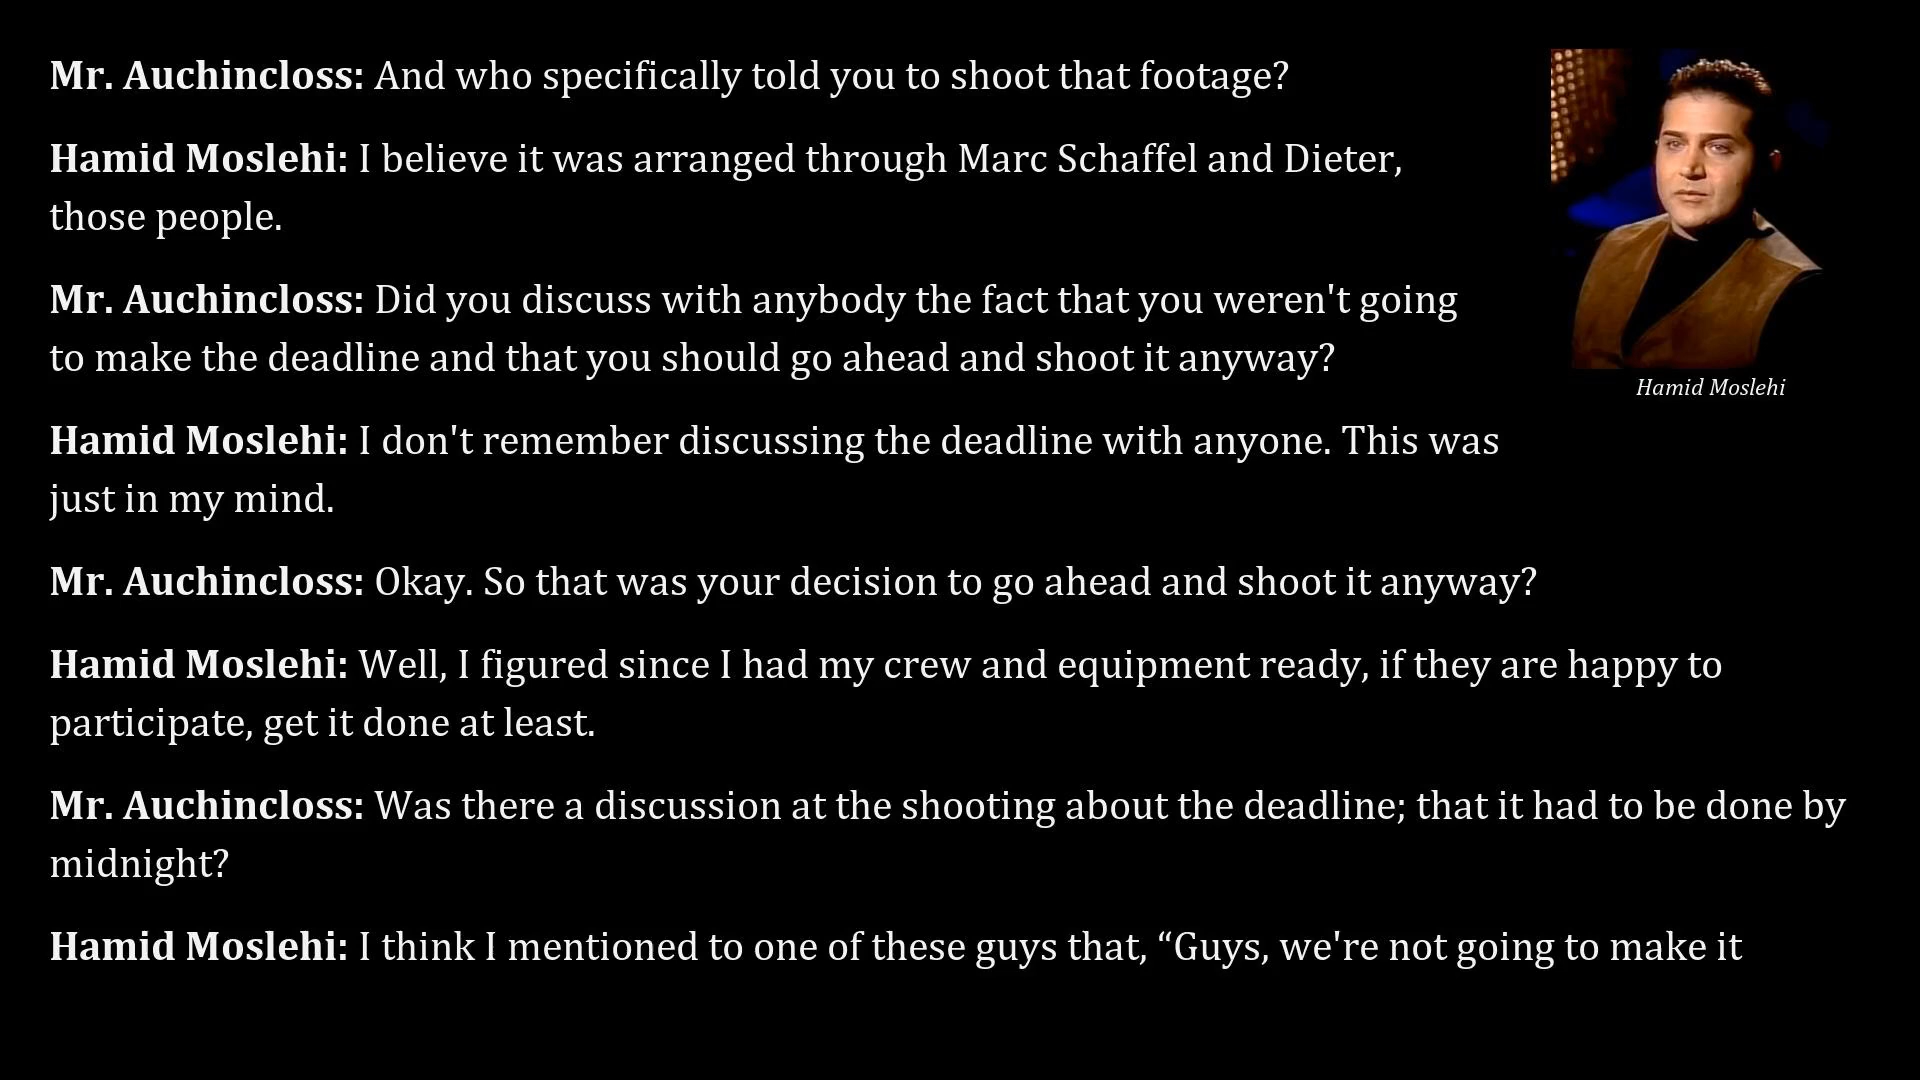 Mr. Auchincloss: And who specifically told you to shoot that footage?
Hamid Moslehi: I believe it was arranged through Marc Schaffel and Dieter,
those people.
Mr. Auchincloss: Did you discuss with anybody the fact that you weren't going
to make the deadline and that you should go ahead and shoot it anyway?
Hamid Moslehi
Hamid Moslehi: I don't remember discussing the deadline with anyone. This was
just in my mind.
Mr. Auchincloss: Okay. So that was your decision to go ahead and shoot it anyway?
Hamid Moslehi: Well, I figured since I had my crew and equipment ready, if they are happy to
participate, get it done at least.
Mr. Auchincloss: Was there a discussion at the shooting about the deadline; that it had to be done by
midnight?
Hamid Moslehi: I think I mentioned to one of these guys that, “Guys, we're not going to make it